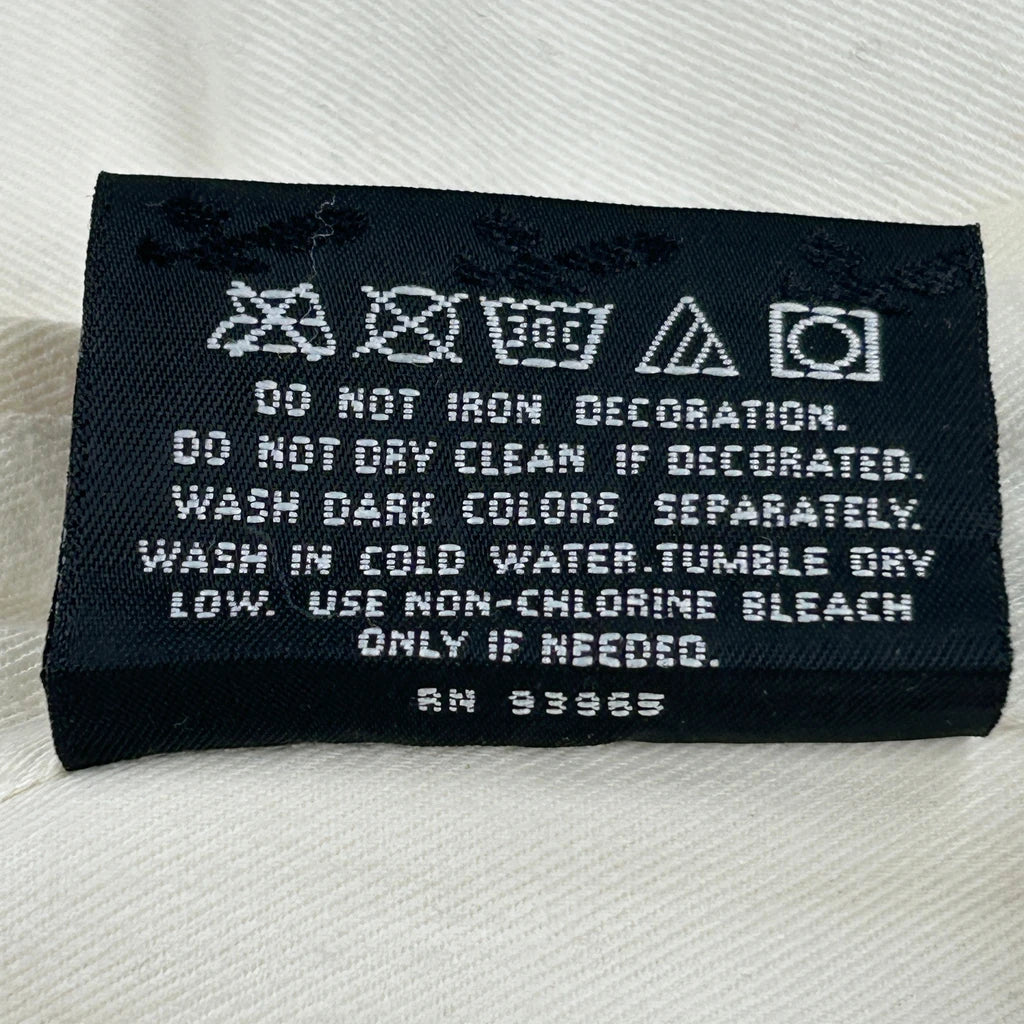 30C
DO NOT IRON DECORATION.
DO NOT DRY CLEAN IF DECORATED.
WASH DARK COLORS SEPARATELY.
WASH IN COLD WATER.TUMBLE DRY
LOW. USE NON-CHLORINE BLEACH
ONLY IF NEEDED.
RN 93965